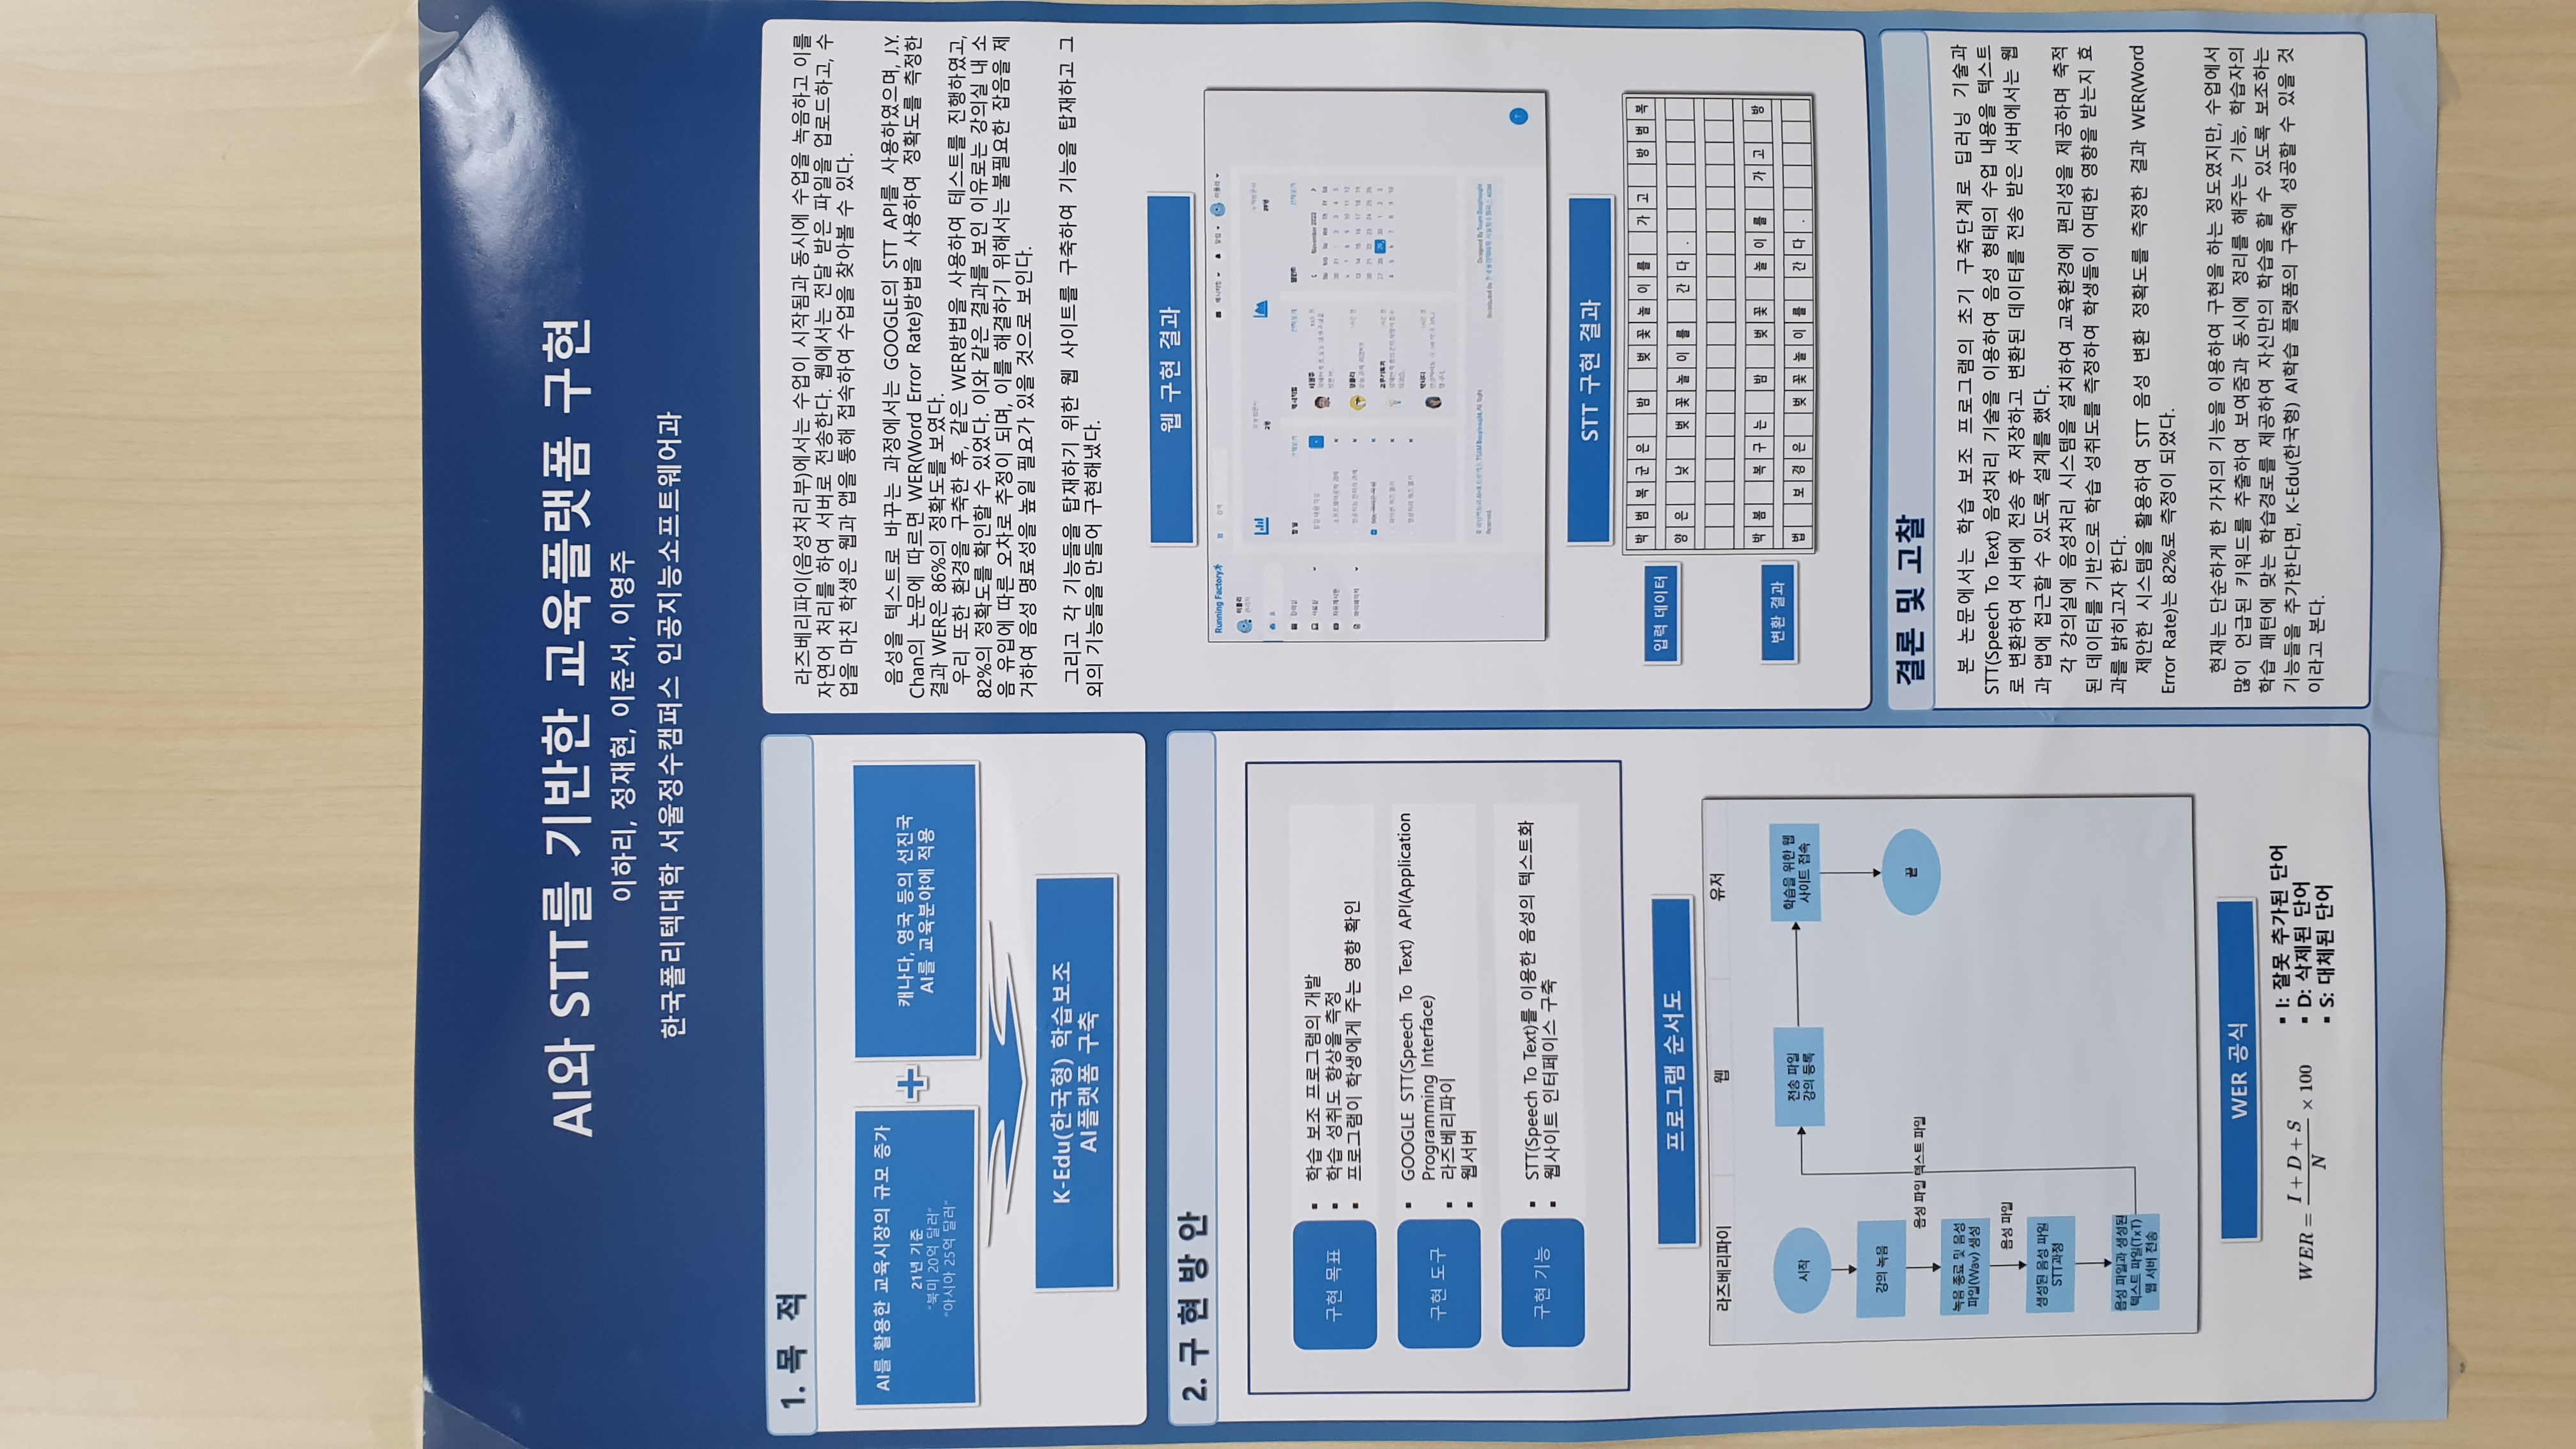 AI와 STT를 기반한 교육플랫폼 구현
이하리, 정재현, 이준서, 이영주
한국폴리텍대학 서울정수캠퍼스 인공지능소프트웨어과
1. 목 적
AI를 활용한 교육시장의 규모 증가
21년 기준
"북미 20억 달러"
"아시아 25억 달러"
캐나다, 영국 등의 선진국
AI를 교육분야에 적용
K-Edu(한국형) 학습보조
AI플랫폼 구축
2. 구 현 방 안
구현 목표
▪ 학습 보조 프로그램의 개발
▪ 학습 성취도 향상을 측정
▪ 프로그램이 학생에게 주는 영향 확인
구현 도구
▪ GOOGLE STT(Speech To Text) API(Application
Programming Interface)
▪ 라즈베리파이
▪ 웹서버
구현 기능
▪ STT(Speech To Text)를 이용한 음성의 텍스트화
▪ 웹사이트 인터페이스 구축
프로그램 순서도
라즈베리파이 웹 유저
시작
강의 녹음
음성 파일 텍스트 파일
녹음 종료 및 음성
파일(Wav) 생성
음성 파일
생성된 음성 파일
STT과정
음성 파일과 생성된
텍스트 파일(TxT)
웹 서버 전송
전송 파일
강의 등록
학습을 위한 웹
사이트 접속
끝
WER 공식
WER = I + D + S / N × 100
▪ I: 잘못 추가된 단어
▪ D: 삭제된 단어
▪ S: 대체된 단어
라즈베리파이(음성처리부)에서는 수업이 시작됨과 동시에 수업을 녹음하고 이를
자연어 처리를 하여 서버로 전송한다. 웹에서는 전달 받은 파일을 업로드하고, 수
업을 마친 학생은 웹과 앱을 통해 접속하여 수업을 찾아볼 수 있다.
음성을 텍스트로 바꾸는 과정에서는 GOOGLE의 STT API를 사용하였으며, J.Y.
Chan의 논문에 따르면 WER(Word Error Rate)방법을 사용하여 정확도를 측정한
결과 WER은 86%의 정확도를 보였다.
우리 또한 환경을 구축한 후, 같은 WER방법을 사용하여 테스트를 진행하였고,
82%의 정확도를 확인할 수 있었다. 이와 같은 결과를 보인 이유로는 강의실 내 소
음 유입에 따른 오차로 추정이 되며, 이를 해결하기 위해서는 불필요한 잡음을 제
거하여 음성 명료성을 높일 필요가 있을 것으로 보인다.
그리고 각 기능들을 탑재하기 위한 웹 사이트를 구축하여 기능을 탑재하고 그
외의 기능들을 만들어 구현해냈다.
웹 구현 결과
Running Factory
검색
메시지함
알림
이폴리
이폴리
관리자
홈
강의실
자료실
자유게시판
마이페이지
할 일
메시지함
캘린더
November 2022
Su Mo Tu We Th Fr Sa
STT 구현 결과
입력 데이터
박범복군은 밤 벚꽃놀이를 가고 방범복
양은 낮 벚꽃놀이를 간다.
변환 결과
박봄 복구는 밤 벚꽃 놀이를 가고 방
법 보경은 벚꽃놀이를 간다.
결론 및 고찰
본 논문에서는 학습 보조 프로그램의 초기 구축단계로 딥러닝 기술과
STT(Speech To Text) 음성처리 기술을 이용하여 음성 형태의 수업 내용을 텍스트
로 변환하여 서버에 전송 후 저장하고 변환된 데이터를 전송 받은 서버에서는 웹
과 앱에 접근할 수 있도록 설계를 했다.
각 강의실에 음성처리 시스템을 설치하여 교육환경에 편리성을 제공하며 축적
된 데이터를 기반으로 학습 성취도를 측정하여 학생들이 어떠한 영향을 받는지 효
과를 밝히고자 한다.
제안한 시스템을 활용하여 STT 음성 변환 정확도를 측정한 결과 WER(Word
Error Rate)는 82%로 측정이 되었다.
현재는 단순하게 한 가지의 기능을 이용하여 구현을 하는 정도였지만, 수업에서
많이 언급된 키워드를 추출하여 보여줌과 동시에 정리를 해주는 기능, 학습자의
학습 패턴에 맞는 학습경로를 제공하여 자신만의 학습을 할 수 있도록 보조하는
기능들을 추가한다면, K-Edu(한국형) AI학습 플랫폼의 구축에 성공할 수 있을 것
이라고 본다.